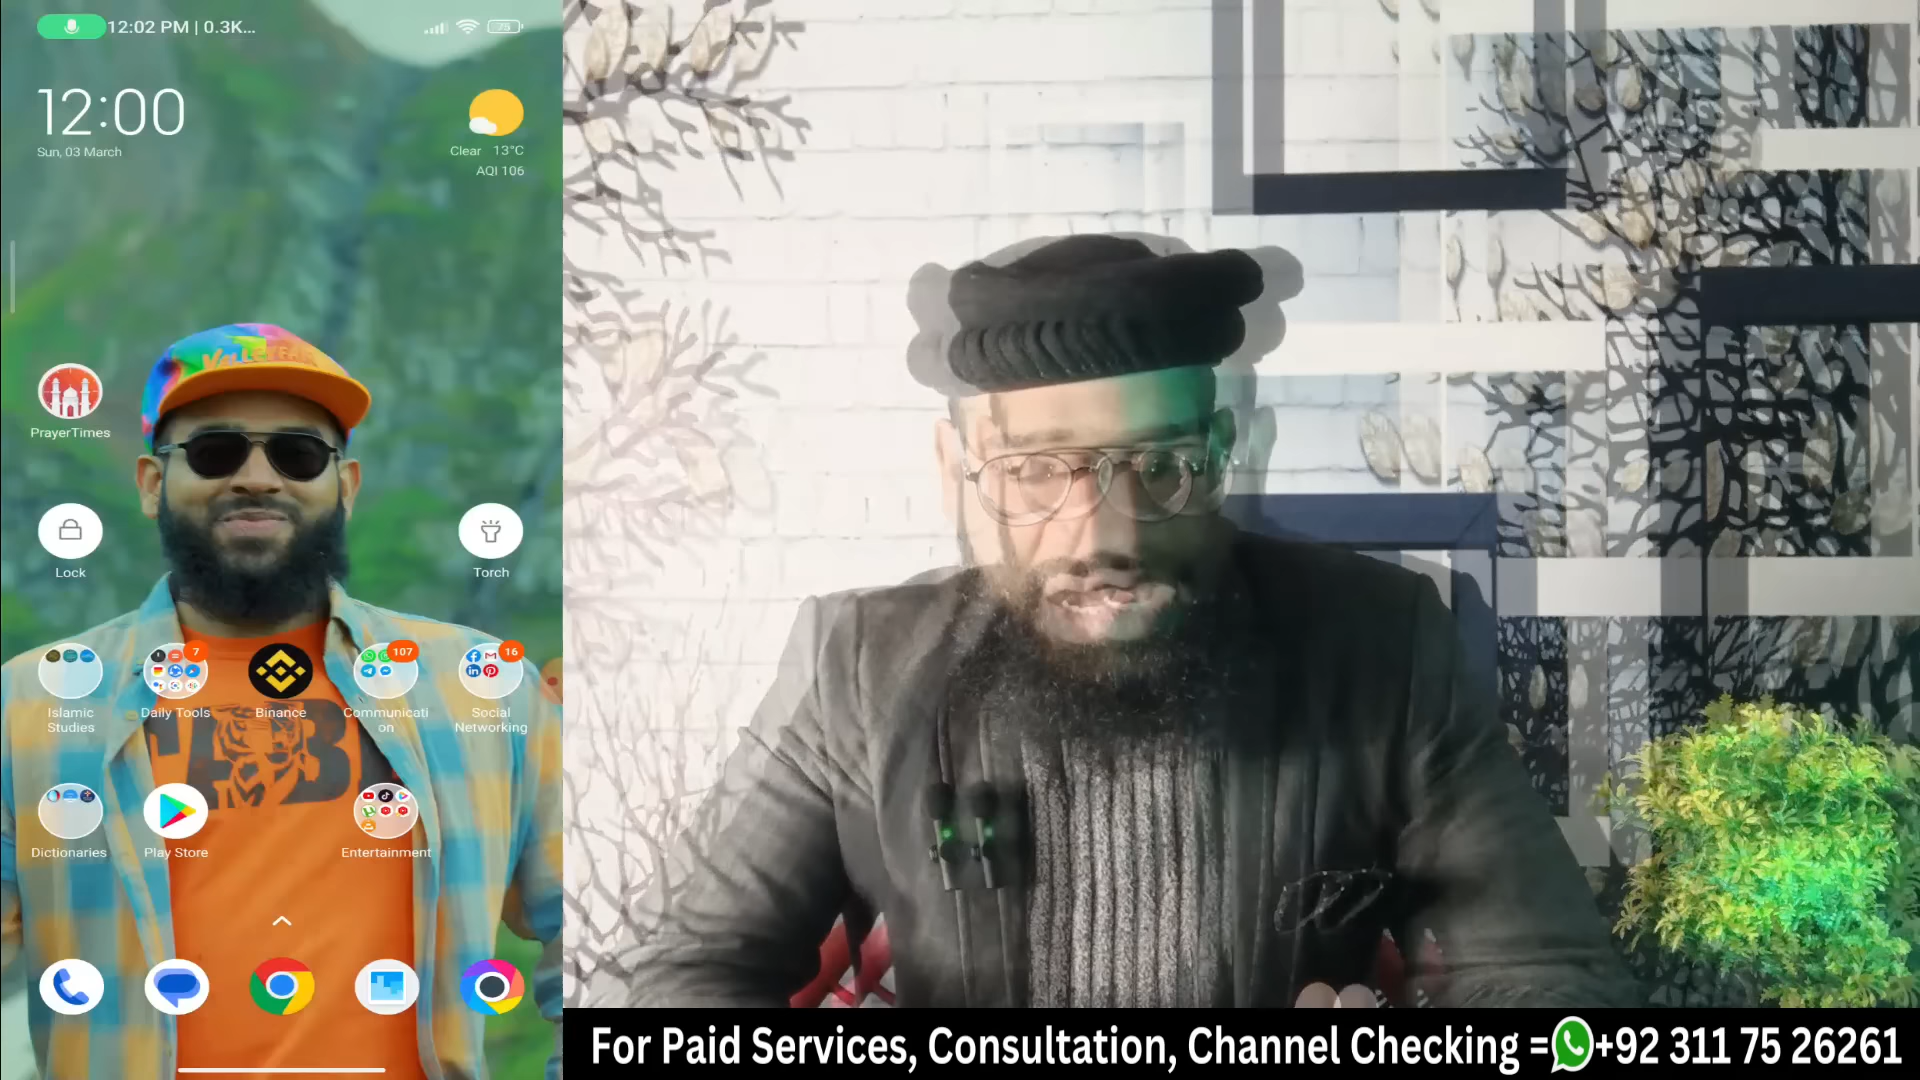 12:02 PM | 0.3K...
75
12:00
Sun, 03 March
Clear 13°C
AQI 106
PrayerTimes
Lock
Torch
7
107
16
Islamic
Studies
Daily Tools
Binance
Communicati
on
Social
Networking
Dictionaries
Play Store
Entertainment
For Paid Services, Consultation, Channel Checking =+92 311 75 26261